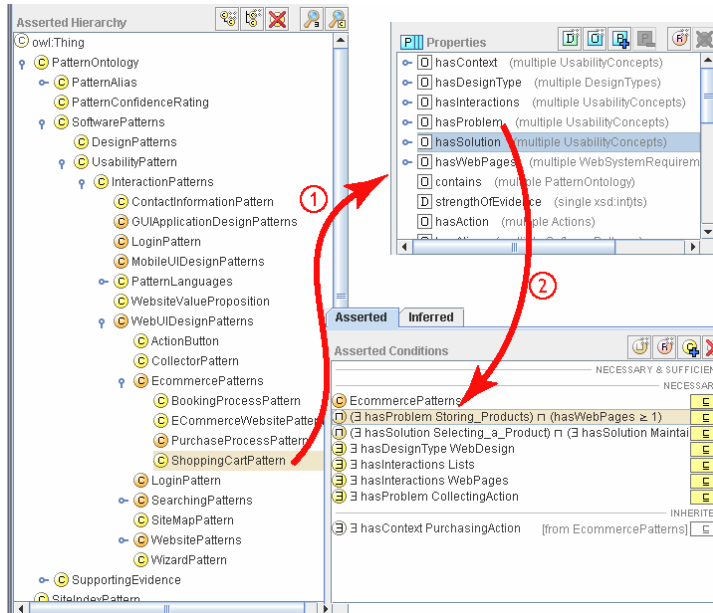 Asserted Hierarchy
owl:Thing
PatternOntology
PatternAlias
PatternConfidenceRating
SoftwarePatterns
DesignPatterns
UsabilityPattern
InteractionPatterns
ContactInformationPattern
GUIApplicationDesignPatterns
LoginPattern
MobileUIDesignPatterns
PatternLanguages
WebsiteValueProposition
WebUIDesignPatterns
ActionButton
CollectorPattern
EcommercePatterns
BookingProcessPattern
ECommerceWebsitePatter
PurchaseProcessPattern
ShoppingCartPattern
LoginPattern
SearchingPatterns
SiteMapPattern
WebsitePatterns
WizardPattern
SupportingEvidence
SiteIndexPattern
1
Properties
hasContext (multiple UsabilityConcepts)
hasDesignType (multiple DesignTypes)
hasInteractions (multiple UsabilityConcepts)
hasProblem (multiple UsabilityConcepts)
hasSolution (multiple UsabilityConcepts)
hasWebPages (multiple WebSystemRequirem
contains (multiple PatternOntology)
strengthOfEvidence (single xsd:int)ts)
hasAction (multiple Actions)
2
Asserted Inferred
Asserted Conditions
NECESSARY & SUFFICIEN
NECESSAR
EcommercePatterns
(∃ hasProblem Storing_Products) ⊓ (hasWebPages ≥ 1)
(∃ hasSolution Selecting_a_Product) ⊓ (∃ hasSolution Maintai
∃ hasDesignType WebDesign
∃ hasInteractions Lists
∃ hasInteractions WebPages
∃ hasProblem CollectingAction
INHERITE
∃ hasContext PurchasingAction [from EcommercePatterns]